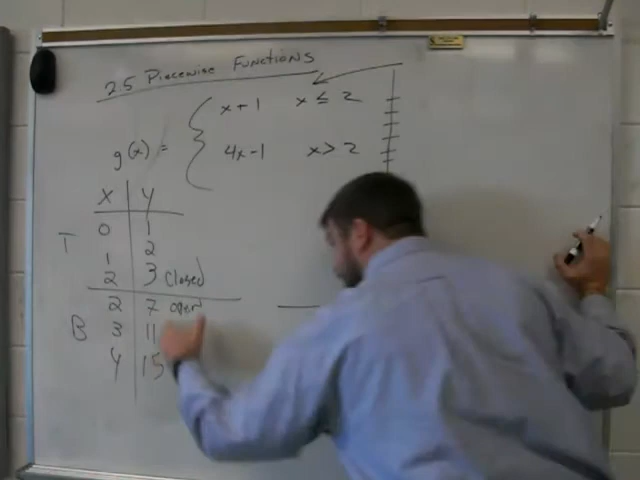 2.5 Piecewise Functions
g(x) = { x+1 x ≤ 2
4x-1 x > 2
X Y
T 0 1
1 2
2 3 Closed
2 7 open
B 3 11
4 15